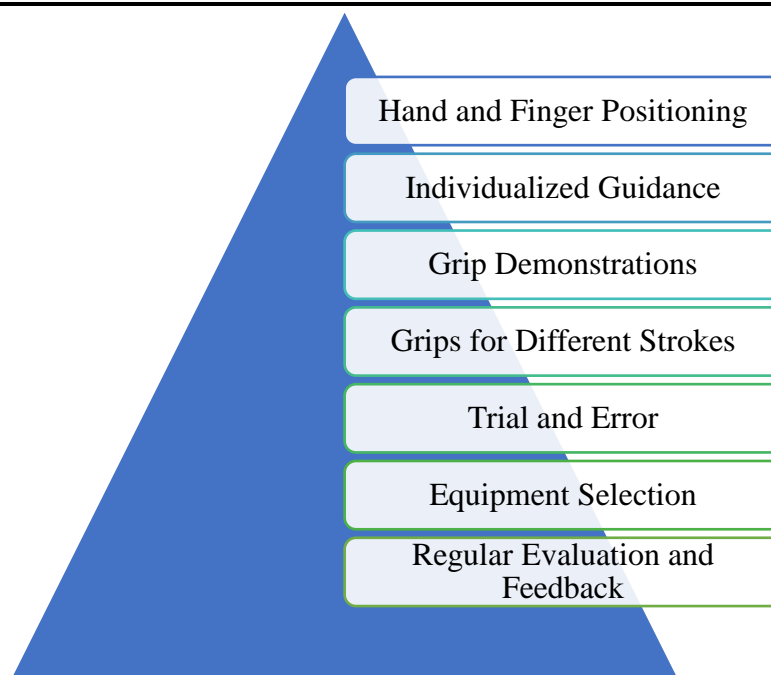 Hand and Finger Positioning
Individualized Guidance
Grip Demonstrations
Grips for Different Strokes
Trial and Error
Equipment Selection
Regular Evaluation and
Feedback